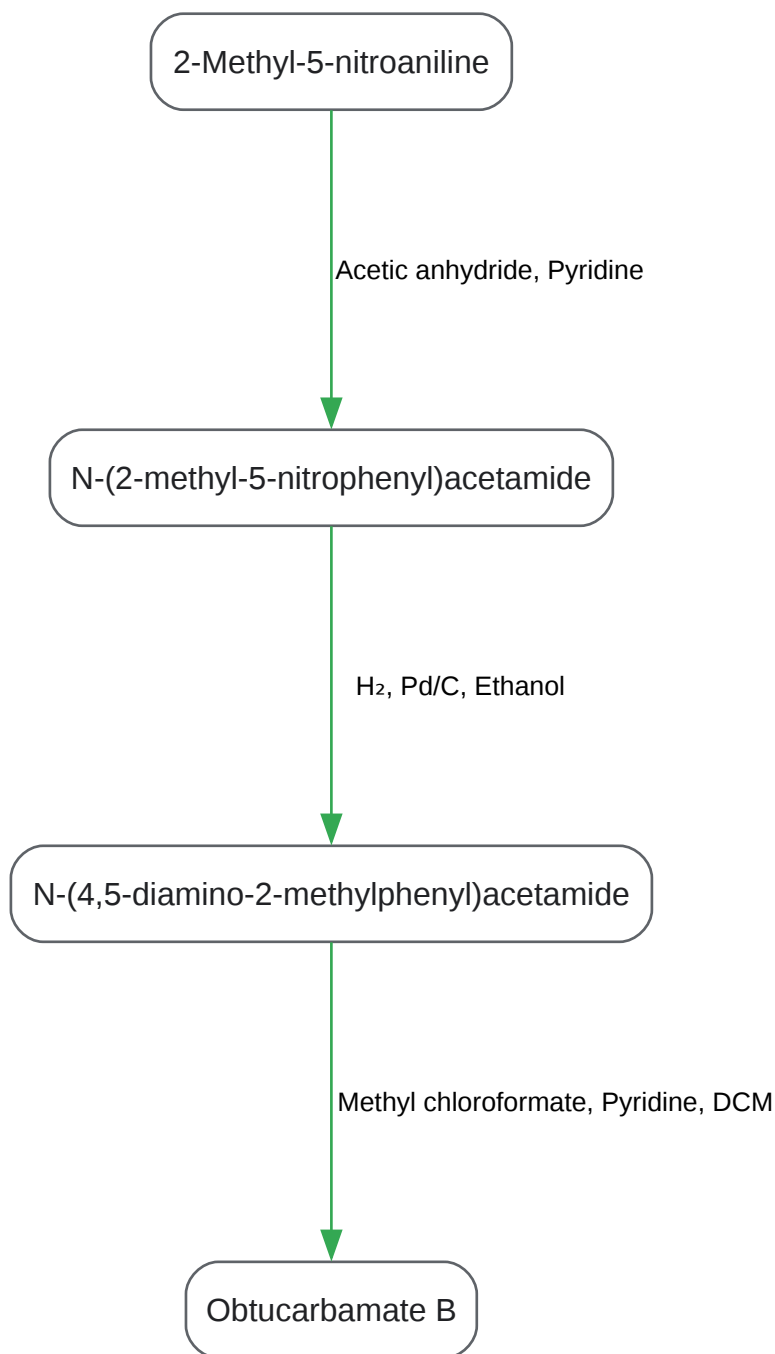 2-Methyl-5-nitroaniline
Acetic anhydride, Pyridine
N-(2-methyl-5-nitrophenyl)acetamide
H₂, Pd/C, Ethanol
N-(4,5-diamino-2-methylphenyl)acetamide
Methyl chloroformate, Pyridine, DCM
Obtucarbamate B